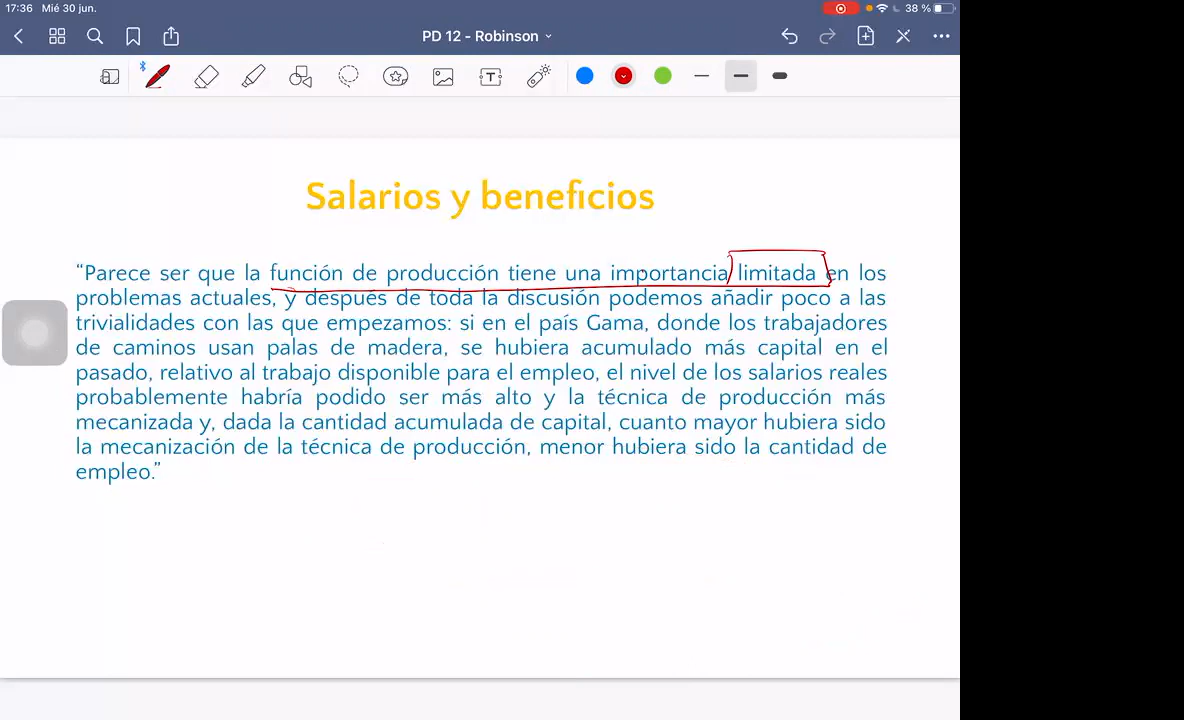 17:36 Mié 30 jun.
38 %
PD 12 - Robinson
T
Salarios y beneficios
“Parece ser que la función de producción tiene una importancia limitada en los
problemas actuales, y después de toda la discusión podemos añadir poco a las
trivialidades con las que empezamos: si en el país Gama, donde los trabajadores
de caminos usan palas de madera, se hubiera acumulado más capital en el
pasado, relativo al trabajo disponible para el empleo, el nivel de los salarios reales
probablemente habría podido ser más alto y la técnica de producción más
mecanizada y, dada la cantidad acumulada de capital, cuanto mayor hubiera sido
la mecanización de la técnica de producción, menor hubiera sido la cantidad de
empleo.”